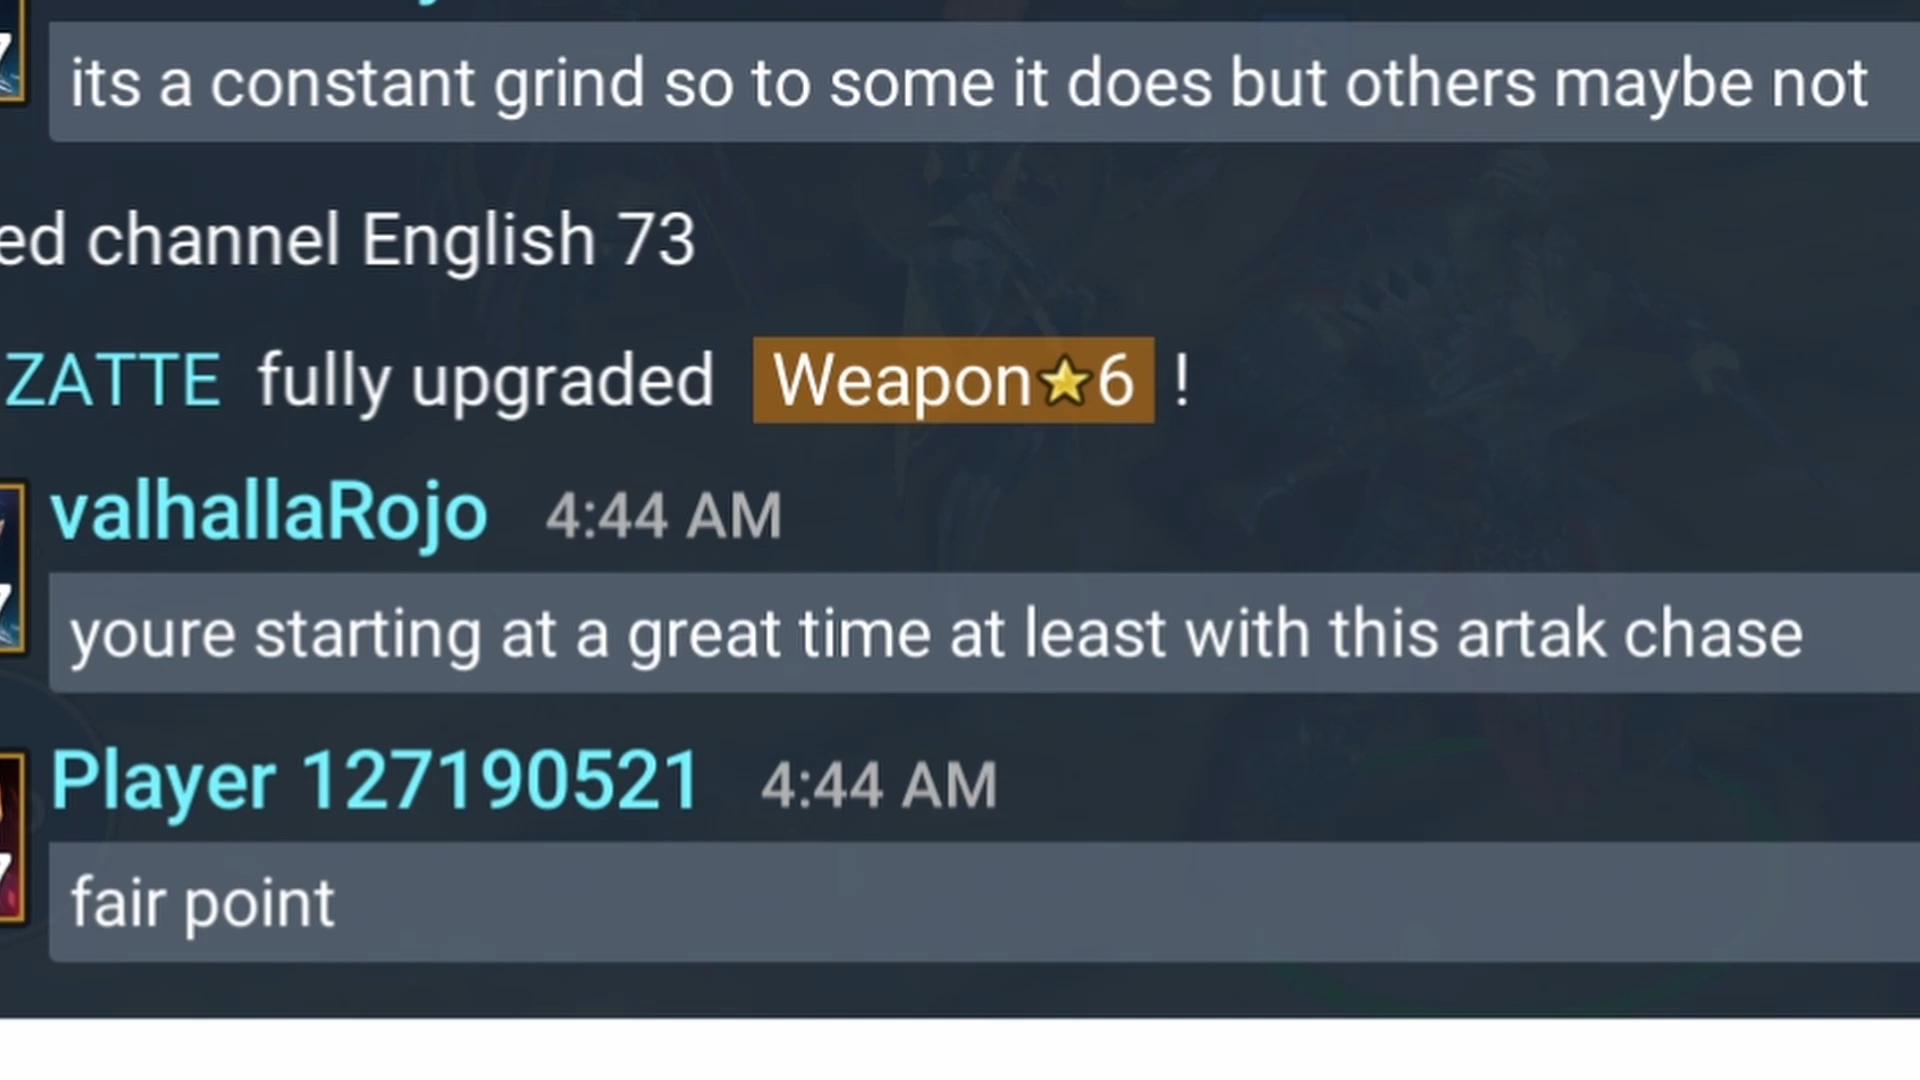 its a constant grind so to some it does but others maybe not
channel English 73
ZATTE fully upgraded Weapon⭐6 !
valhallaRojo 4:44 AM
youre starting at a great time at least with this artak chase
Player 127190521 4:44 AM
fair point